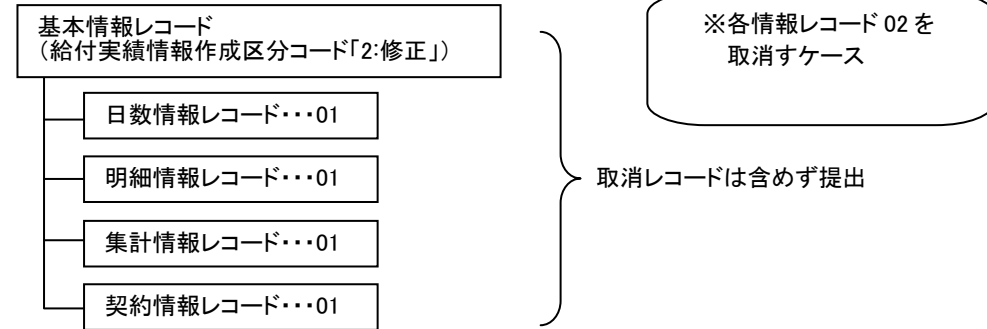 基本情報レコード
（給付実績情報作成区分コード「2:修正」）
※各情報レコード 02 を
取消すケース
日数情報レコード・・・01
明細情報レコード・・・01
取消レコードは含めず提出
集計情報レコード・・・01
契約情報レコード・・・01